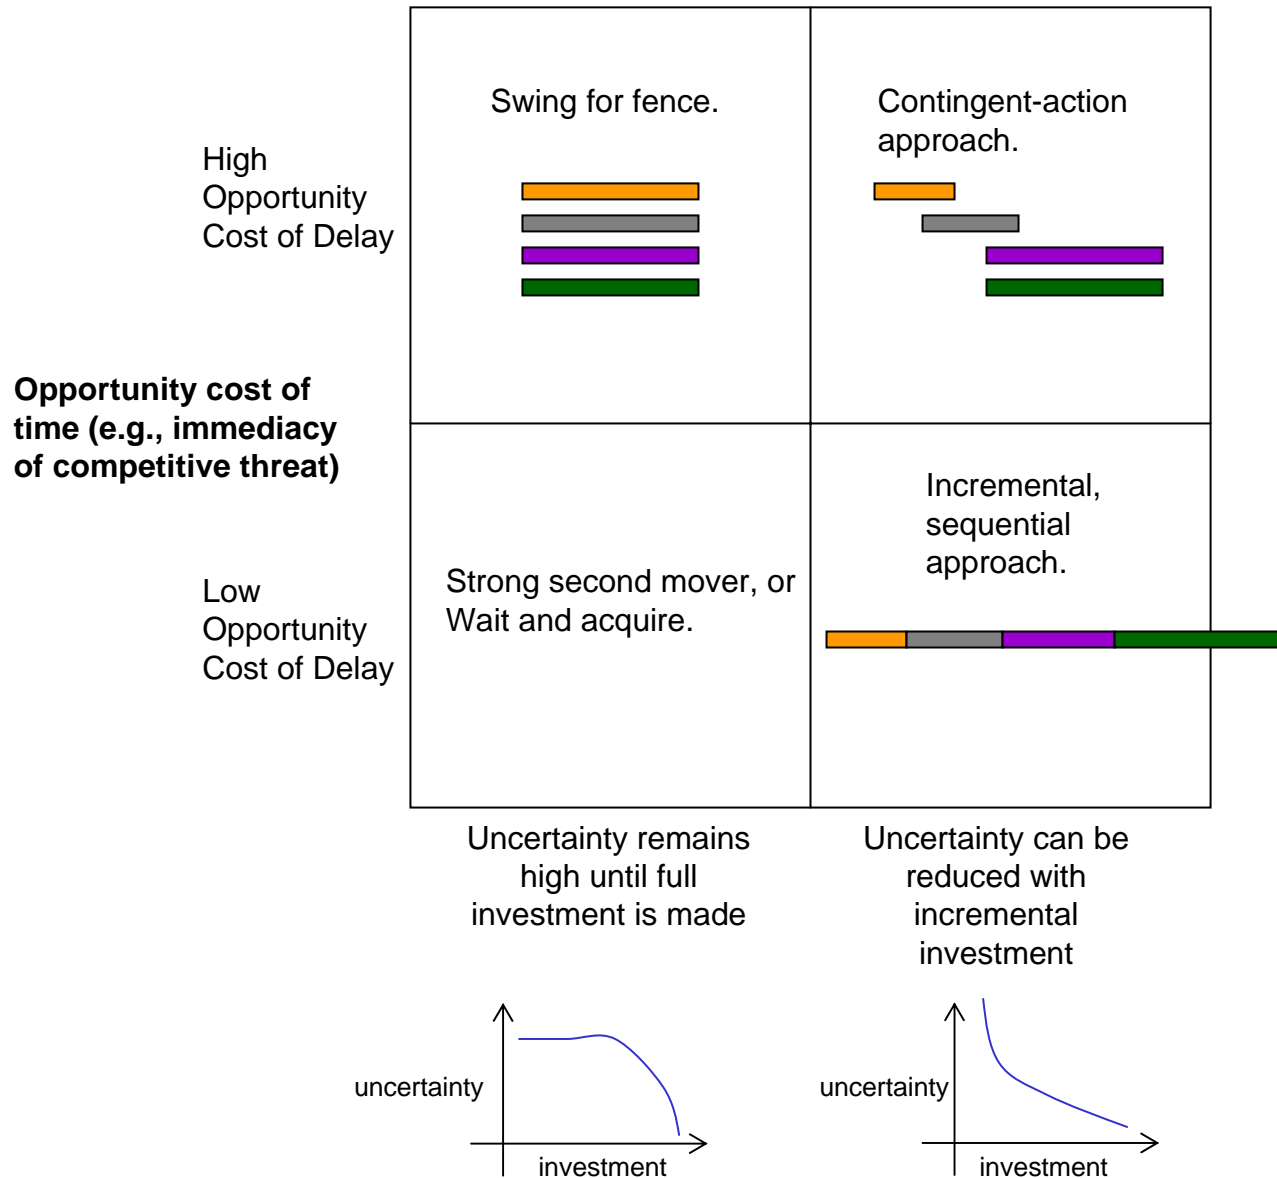 Swing for fence.
Contingent-action
approach.
High
Opportunity
Cost of Delay
Opportunity cost of
time (e.g., immediacy
of competitive threat)
Incremental,
sequential
approach.
Strong second mover, or
Wait and acquire.
Low
Opportunity
Cost of Delay
Uncertainty remains
high until full
investment is made
Uncertainty can be
reduced with
incremental
investment
uncertainty
investment
uncertainty
investment